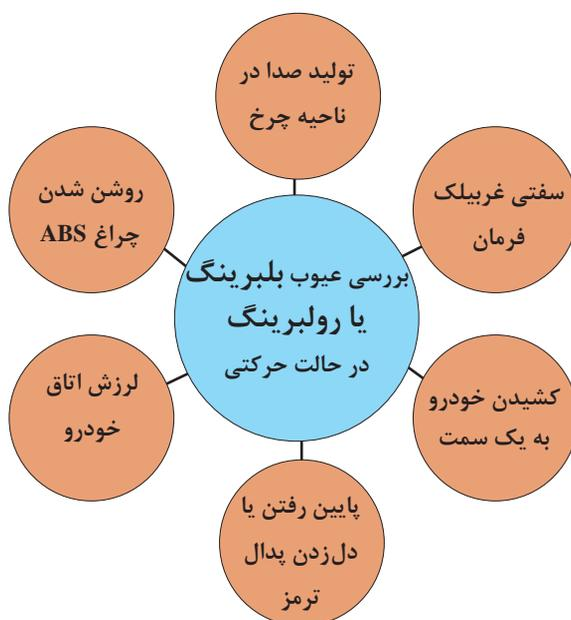 تولید صدا در
ناحیه چرخ
سفتی غربیلک
فرمان
روشن شدن
چراغ ABS
بررسی عیوب بلبرینگ
یا رولبرینگ
در حالت حرکتی
کشیدن خودرو
به یک سمت
لرزش اتاق
خودرو
پایین رفتن یا
دل‌زدن پدال
ترمز